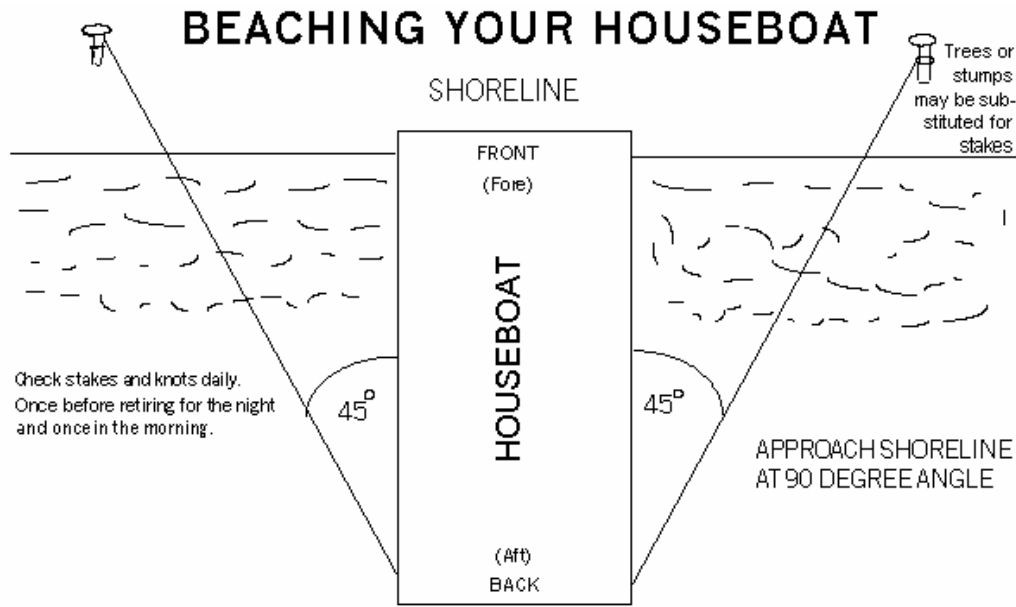 BEACHING YOUR HOUSEBOAT
SHORELINE
Trees or
stumps
may be sub-
stituted for
stakes
FRONT
(Fore)
HOUSEBOAT
Check stakes and knots daily.
Once before retiring for the night
and once in the morning.
45°
45°
APPROACH SHORELINE
AT 90 DEGREE ANGLE
(Aft)
BACK